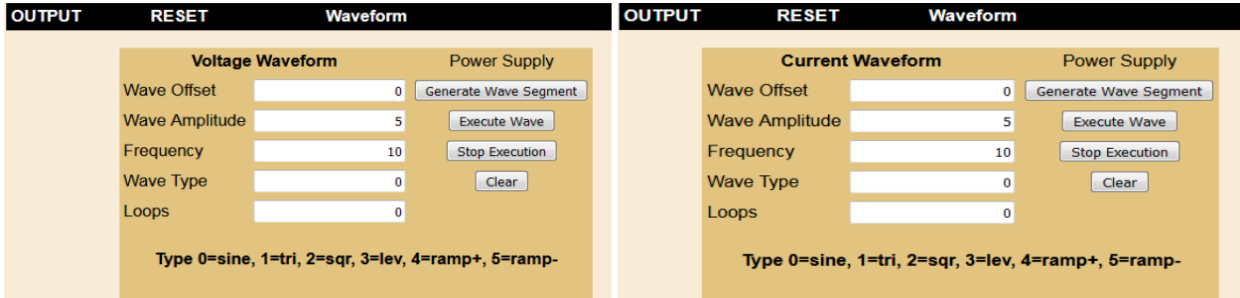 OUTPUT RESET Waveform
Voltage Waveform Power Supply
Wave Offset 0 Generate Wave Segment
Wave Amplitude 5 Execute Wave
Frequency 10 Stop Execution
Wave Type 0 Clear
Loops 0
Type 0=sine, 1=tri, 2=sqr, 3=lev, 4=ramp+, 5=ramp-
OUTPUT RESET Waveform
Current Waveform Power Supply
Wave Offset 0 Generate Wave Segment
Wave Amplitude 5 Execute Wave
Frequency 10 Stop Execution
Wave Type 0 Clear
Loops 0
Type 0=sine, 1=tri, 2=sqr, 3=lev, 4=ramp+, 5=ramp-